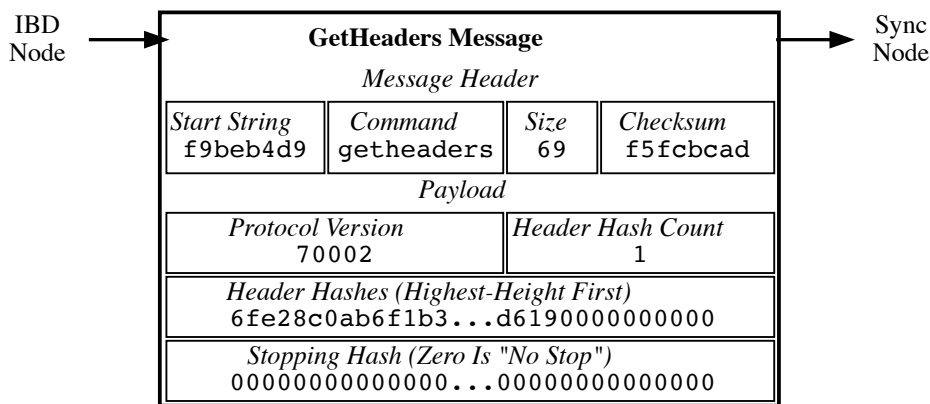 IBD
Node
GetHeaders Message
Sync
Node
Message Header
Start String
f9beb4d9
Command
getheaders
Size
69
Checksum
f5fcbcad
Payload
Protocol Version
70002
Header Hash Count
1
Header Hashes (Highest-Height First)
6fe28c0ab6f1b3...d6190000000000
Stopping Hash (Zero Is "No Stop")
00000000000000...00000000000000